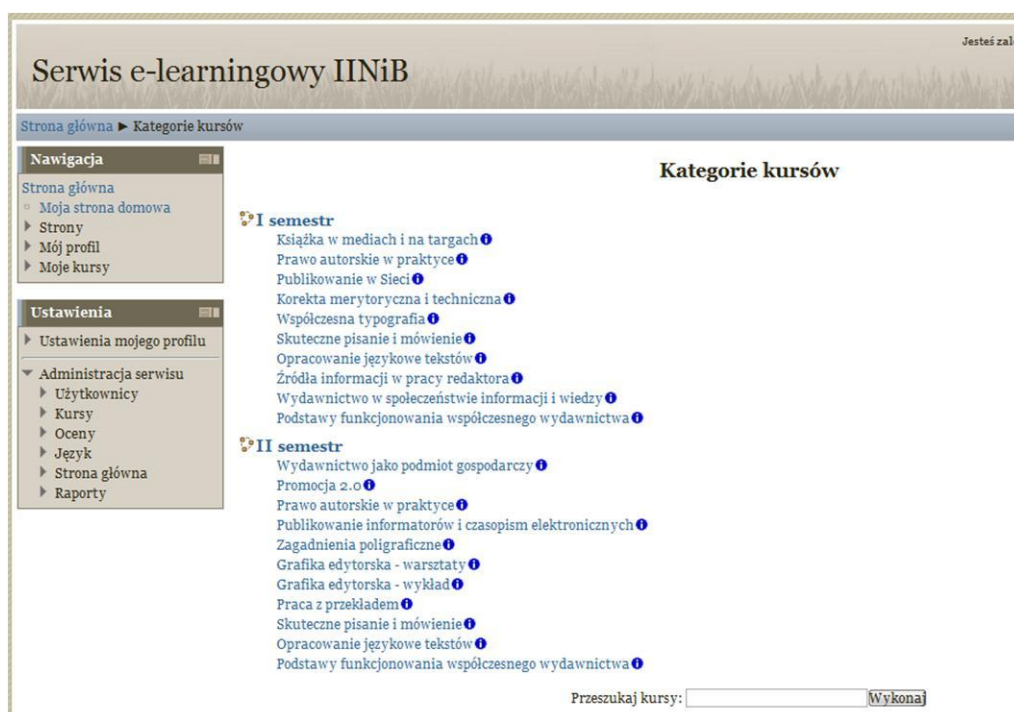 Jesteś zal
Serwis e-learningowy IINiB
Strona główna ► Kategorie kursów
Nawigacja
Strona główna
Moja strona domowa
Strony
Mój profil
Moje kursy
Ustawienia
Ustawienia mojego profilu
Administracja serwisu
Użytkownicy
Kursy
Oceny
Język
Strona główna
Raporty
Kategorie kursów
I semestr
Książka w mediach i na targach
Prawo autorskie w praktyce
Publikowanie w Sieci
Korekta merytoryczna i techniczna
Współczesna typografia
Skuteczne pisanie i mówienie
Opracowanie językowe tekstów
Źródła informacji w pracy redaktora
Wydawnictwo w społeczeństwie informacji i wiedzy
Podstawy funkcjonowania współczesnego wydawnictwa
II semestr
Wydawnictwo jako podmiot gospodarczy
Promocja 2.0
Prawo autorskie w praktyce
Publikowanie informatorów i czasopism elektronicznych
Zagadnienia poligraficzne
Grafika edytorska - warsztaty
Grafika edytorska - wykład
Praca z przekładem
Skuteczne pisanie i mówienie
Opracowanie językowe tekstów
Podstawy funkcjonowania współczesnego wydawnictwa
Przeszukaj kursy: Wykonaj